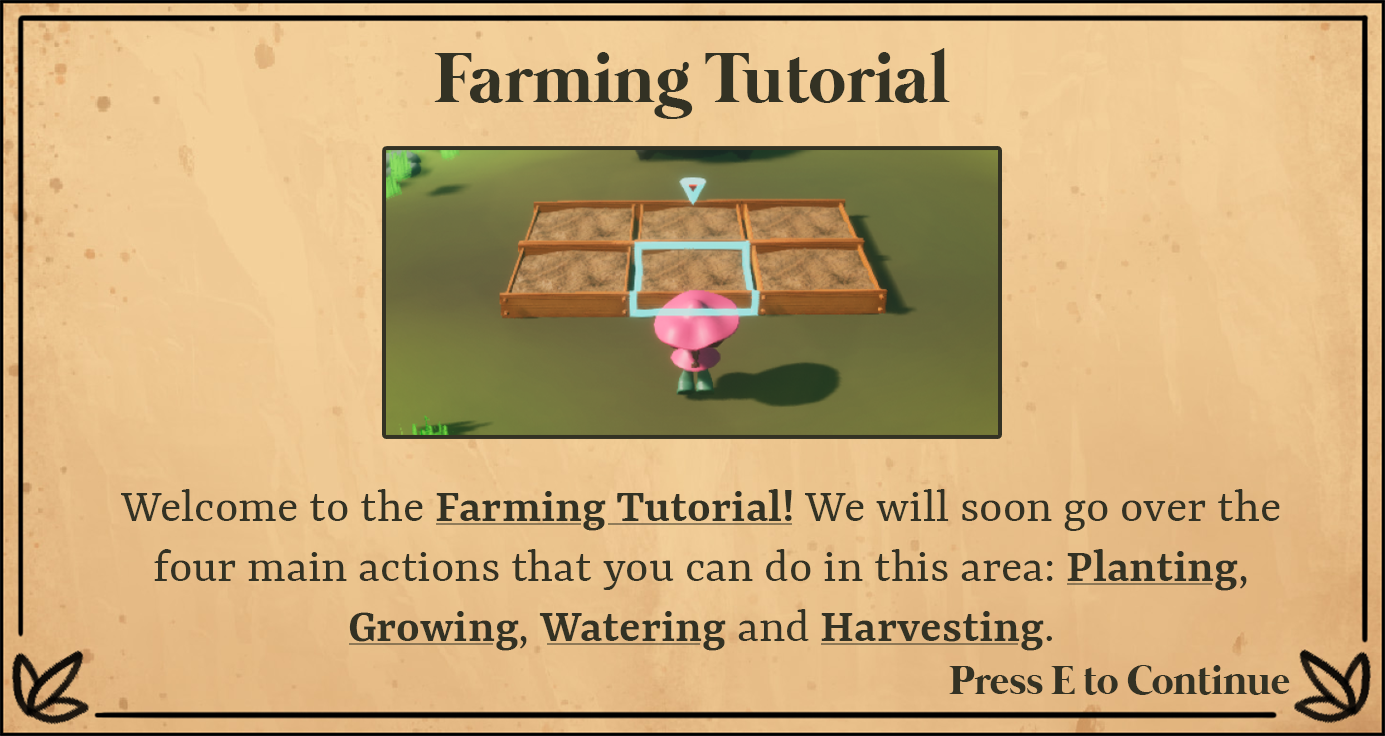 Farming Tutorial
Welcome to the Farming Tutorial! We will soon go over the
four main actions that you can do in this area: Planting,
Growing, Watering and Harvesting.
Press E to Continue